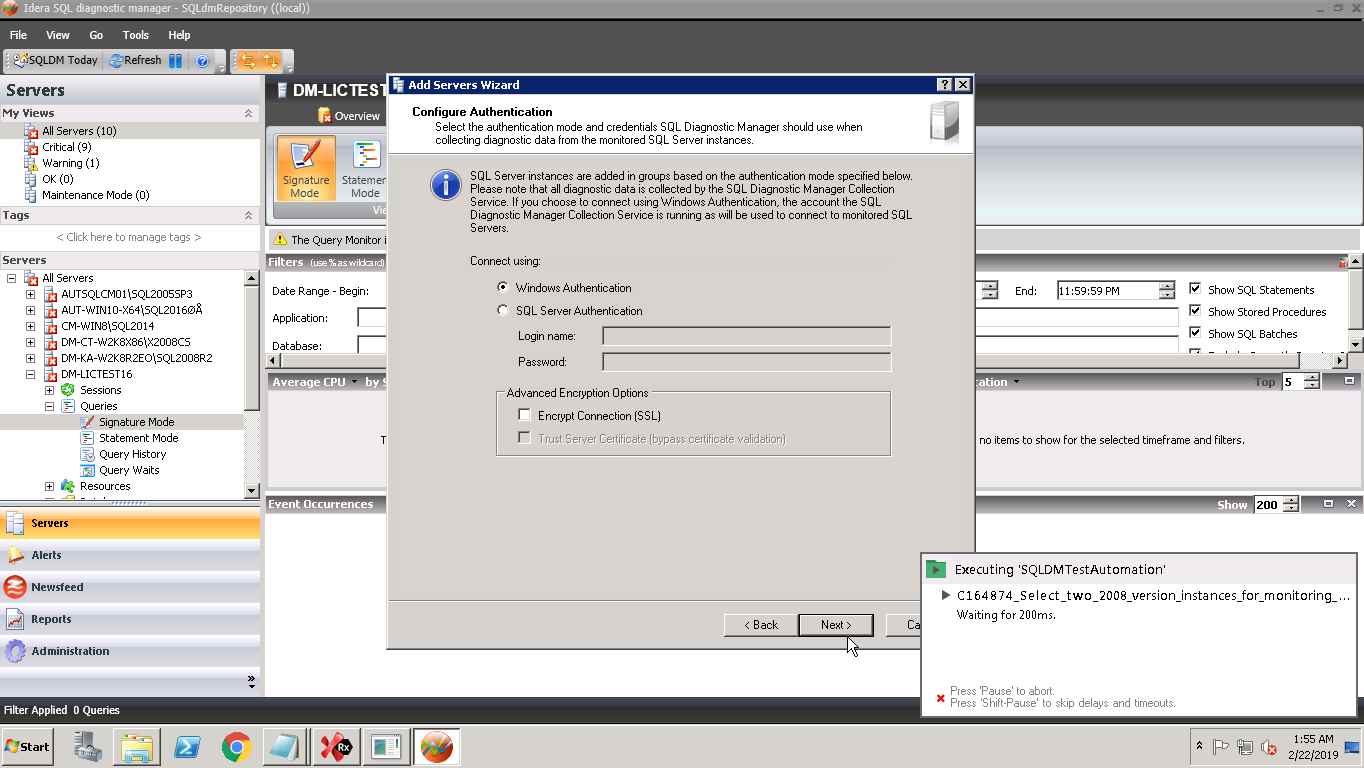 Idera SQL diagnostic manager - SQLdmRepository ((local))
File View Go Tools Help
SQLDM Today Refresh
Servers
My Views
All Servers (10)
Critical (9)
Warning (1)
OK (0)
Maintenance Mode (0)
Tags
< Click here to manage tags >
Servers
All Servers
AUTSQLCM01\SQL2005SP3
AUT-WIN10-X64\SQL2016ØÅ
CM-WIN8\SQL2014
DM-CT-W2K8X86\X2008CS
DM-KA-W2K8R2EO\SQL2008R2
DM-LICTEST16
Sessions
Queries
Signature Mode
Statement Mode
Query History
Query Waits
Resources
Servers
Alerts
Newsfeed
Reports
Administration
Filter Applied 0 Queries
DM-LICTEST
Overview
Signature Mode
Statemen
Mode
The Query Monitor i
Filters (use % as wildcard)
Date Range - Begin:
End: 11:59:59 PM
Application:
Database:
Show SQL Statements
Show Stored Procedures
Show SQL Batches
Average CPU by S
cation
Top 5
no items to show for the selected timeframe and filters.
Event Occurrences
Show 200
Add Servers Wizard
Configure Authentication
Select the authentication mode and credentials SQL Diagnostic Manager should use when
collecting diagnostic data from the monitored SQL Server instances.
SQL Server instances are added in groups based on the authentication mode specified below.
Please note that all diagnostic data is collected by the SQL Diagnostic Manager Collection
Service. If you choose to connect using Windows Authentication, the account the SQL
Diagnostic Manager Collection Service is running as will be used to connect to monitored SQL
Servers.
Connect using:
Windows Authentication
SQL Server Authentication
Login name:
Password:
Advanced Encryption Options
Encrypt Connection (SSL)
Trust Server Certificate (bypass certificate validation)
< Back Next > Ca
Executing 'SQLDMTestAutomation'
C164874_Select_two_2008_version_instances_for_monitoring_...
Waiting for 200ms.
Press 'Pause' to abort.
Press 'Shift-Pause' to skip delays and timeouts.
Start
Rx
1:55 AM
2/22/2019